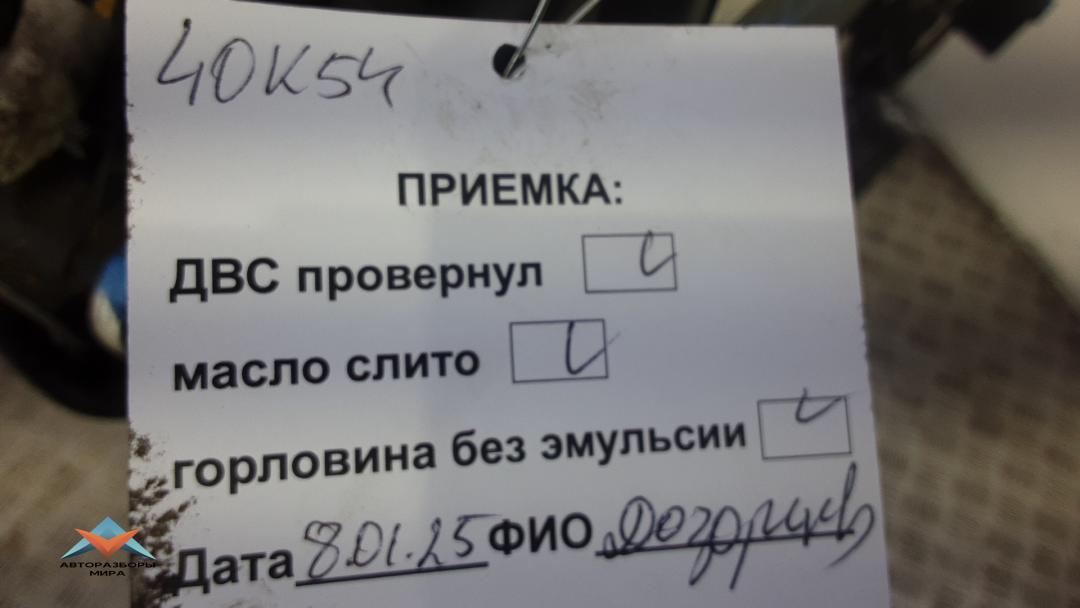 40К54
ПРИЕМКА:
ДВС провернул
масло слито
горловина без эмульсии
Дата 8.01.25 ФИО
АВТОРАЗБОРЫ
МИРА